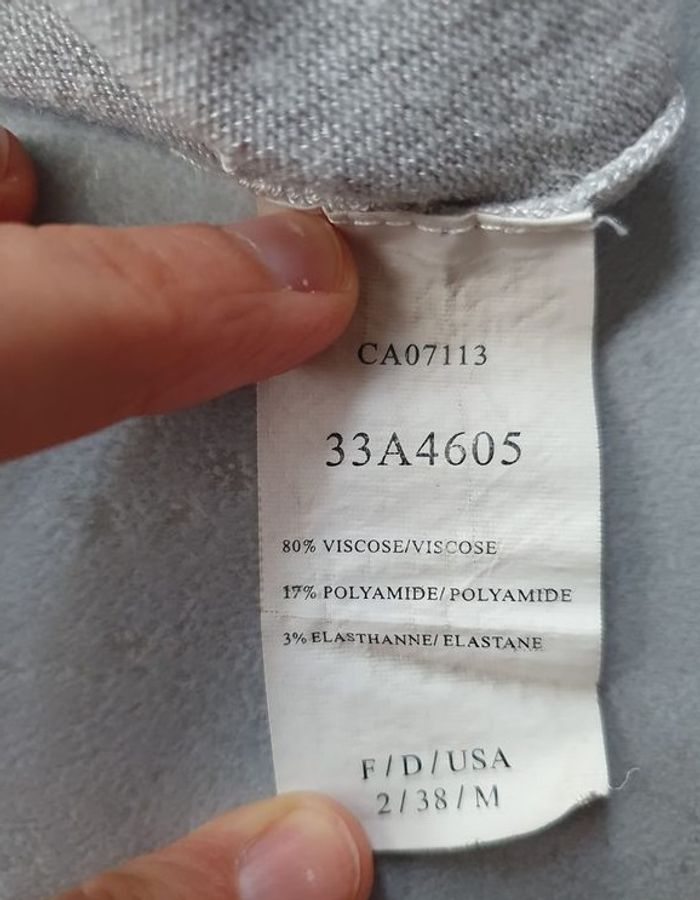 CA07113
33A4605
80% VISCOSE/VISCOSE
17% POLYAMIDE/ POLYAMIDE
3% ELASTHANNE/ ELASTANE
F/D/USA
2/38/M